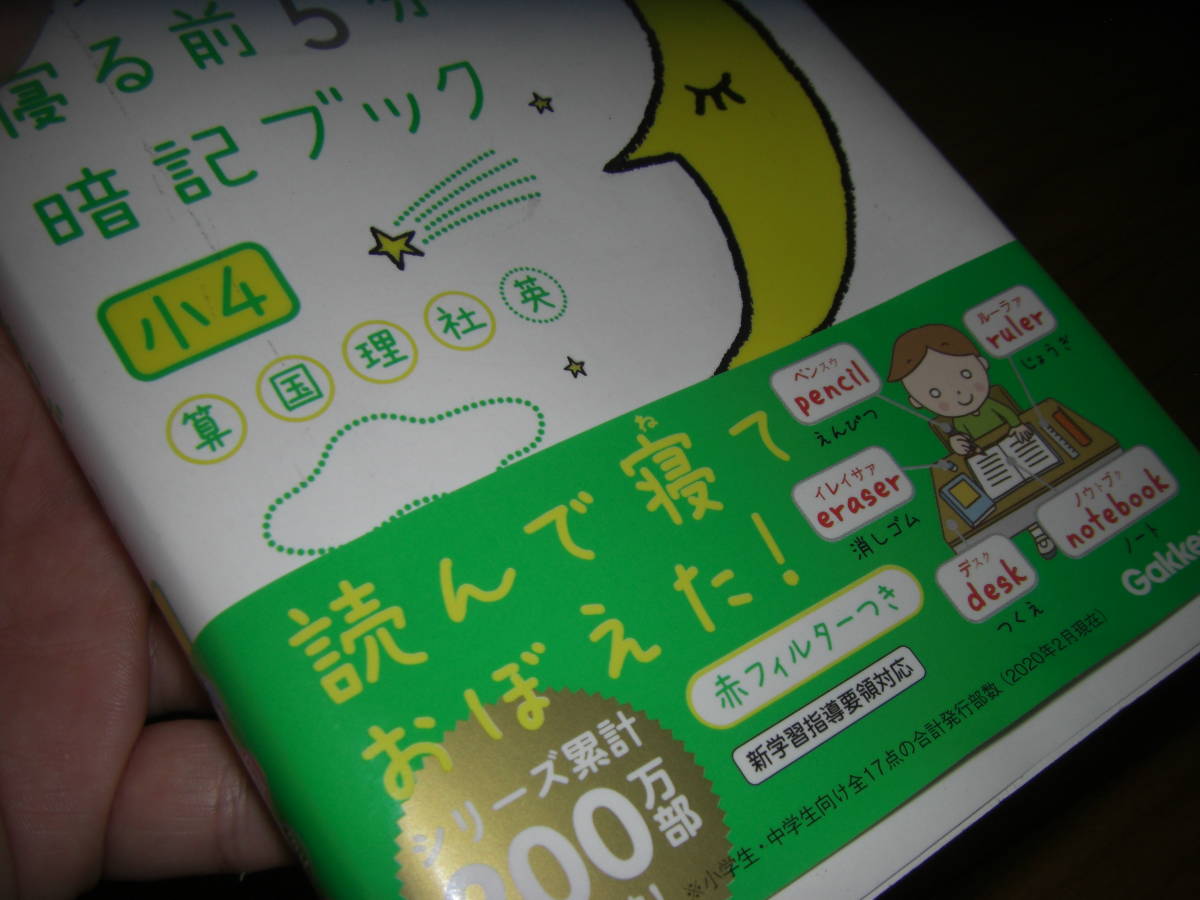 寝る前5分
暗記ブック
小4
算 国 理 社 英
読んで寝て
ね
おぼえた!
ペンスウ
pencil
えんぴつ
ルーラァ
ruler
じょうぎ
イレイサァ
eraser
消しゴム
ノウトブク
notebook
ノート
デスク
desk
つくえ
Gakken
赤フィルターつき
新学習指導要領対応
シリーズ累計
00万部
※小学生・中学生向け全17点の合計発行部数(2020年2月現在)